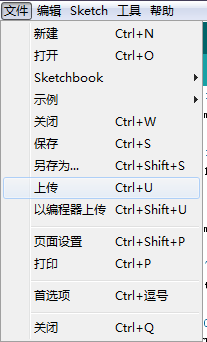 文件 编辑 Sketch 工具 帮助
新建 Ctrl+N
打开 Ctrl+O
Sketchbook
示例
关闭 Ctrl+W
保存 Ctrl+S
另存为... Ctrl+Shift+S
上传 Ctrl+U
以编程器上传 Ctrl+Shift+U
页面设置 Ctrl+Shift+P
打印 Ctrl+P
首选项 Ctrl+逗号
关闭 Ctrl+Q